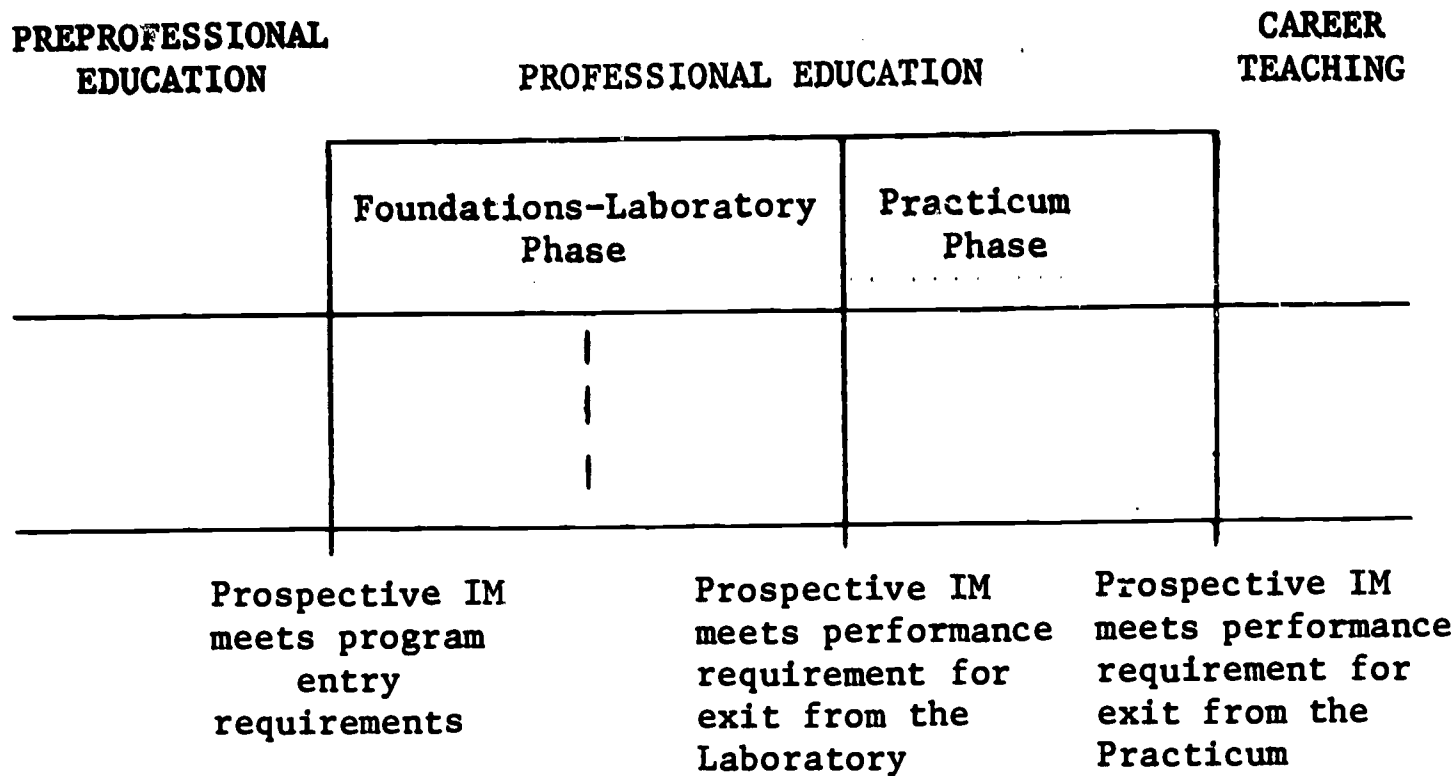 PREPROFESSIONAL
EDUCATION
PROFESSIONAL EDUCATION
CAREER
TEACHING
Foundations-Laboratory
Phase
Practicum
Phase
Prospective IM
meets program
entry
requirements
Prospective IM
meets performance
requirement for
exit from the
Laboratory
Prospective IM
meets performance
requirement for
exit from the
Practicum